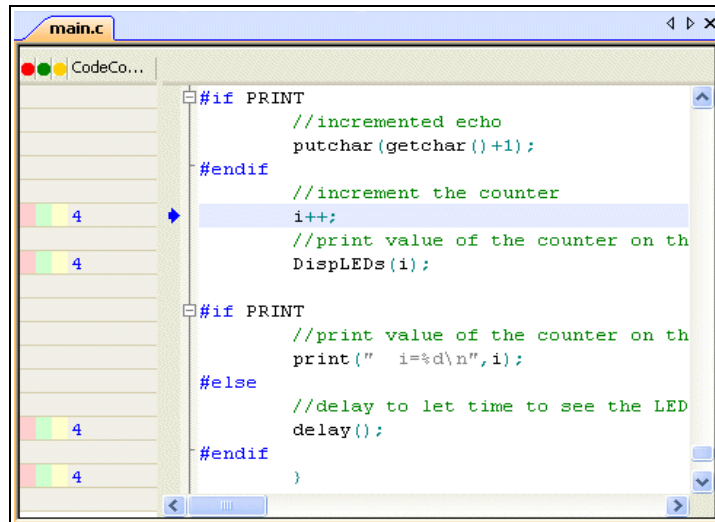 main.c
CodeCo...
#if PRINT
//incremented echo
putchar(getchar()+1);
#endif
//increment the counter
4 i++;
//print value of the counter on th
4 DispLEDs(i);
#if PRINT
//print value of the counter on th
print("  i=%d\n",i);
#else
//delay to let time to see the LED
4 delay();
#endif
4 }